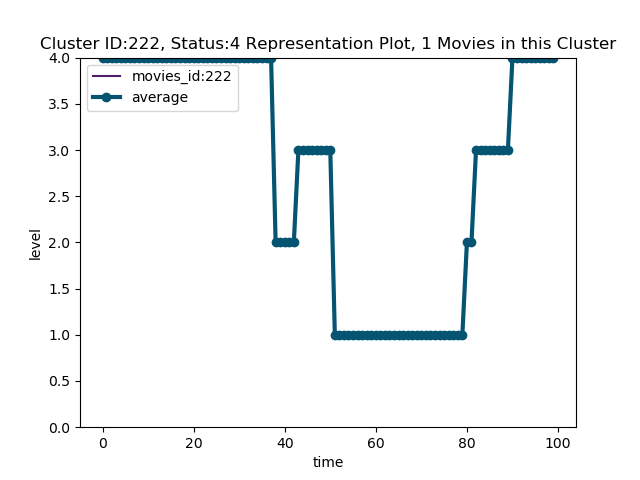 Cluster ID:222, Status:4 Representation Plot, 1 Movies in this Cluster
movies_id:222
average
4.0
3.5
3.0
2.5
2.0
1.5
1.0
0.5
0.0
level
0 20 40 60 80 100
time